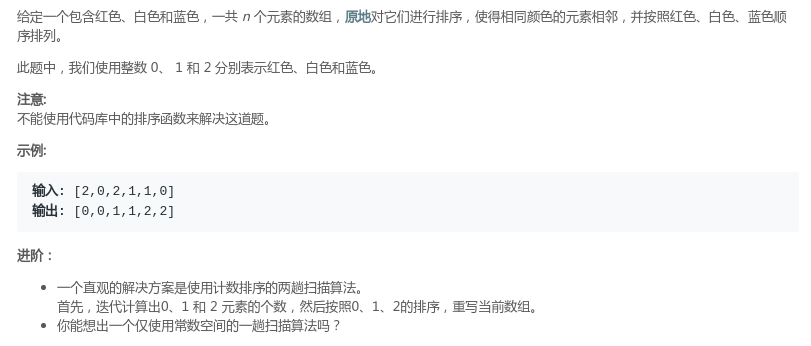 给定一个包含红色、白色和蓝色，一共 n 个元素的数组，原地对它们进行排序，使得相同颜色的元素相邻，并按照红色、白色、蓝色顺
序排列。
此题中，我们使用整数 0、 1 和 2 分别表示红色、白色和蓝色。
注意:
不能使用代码库中的排序函数来解决这道题。
示例:
输入: [2,0,2,1,1,0]
输出: [0,0,1,1,2,2]
进阶：
一个直观的解决方案是使用计数排序的两趟扫描算法。
首先，迭代计算出0、1 和 2 元素的个数，然后按照0、1、2的排序，重写当前数组。
你能想出一个仅使用常数空间的一趟扫描算法吗？